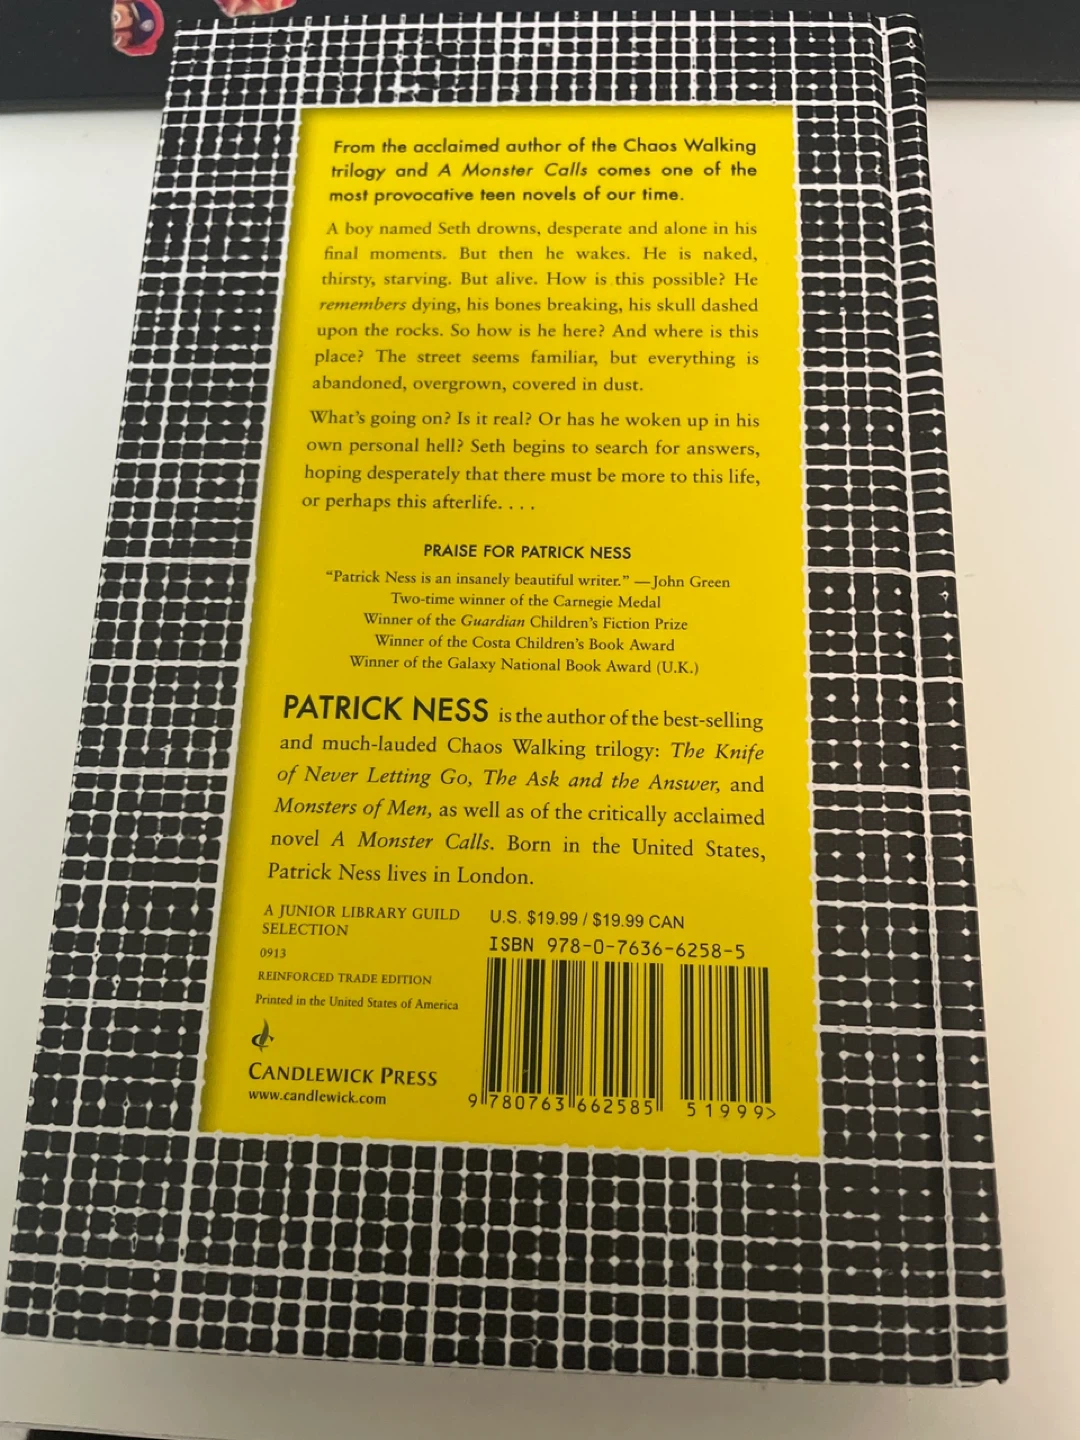 From the acclaimed author of the Chaos Walking
trilogy and A Monster Calls comes one of the
most provocative teen novels of our time.
A boy named Seth drowns, desperate and alone in his
final moments. But then he wakes. He is naked,
thirsty, starving. But alive. How is this possible? He
remembers dying, his bones breaking, his skull dashed
upon the rocks. So how is he here? And where is this
place? The street seems familiar, but everything is
abandoned, overgrown, covered in dust.
What's going on? Is it real? Or has he woken up in his
own personal hell? Seth begins to search for answers,
hoping desperately that there must be more to this life,
or perhaps this afterlife. . . .
PRAISE FOR PATRICK NESS
“Patrick Ness is an insanely beautiful writer.” —John Green
Two-time winner of the Carnegie Medal
Winner of the Guardian Children's Fiction Prize
Winner of the Costa Children's Book Award
Winner of the Galaxy National Book Award (U.K.)
PATRICK NESS is the author of the best-selling
and much-lauded Chaos Walking trilogy: The Knife
of Never Letting Go, The Ask and the Answer, and
Monsters of Men, as well as of the critically acclaimed
novel A Monster Calls. Born in the United States,
Patrick Ness lives in London.
A JUNIOR LIBRARY GUILD
SELECTION
0913
REINFORCED TRADE EDITION
Printed in the United States of America
CANDLEWICK PRESS
www.candlewick.com
U.S. $19.99 / $19.99 CAN
ISBN 978-0-7636-6258-5
9 780763 662585
51999>